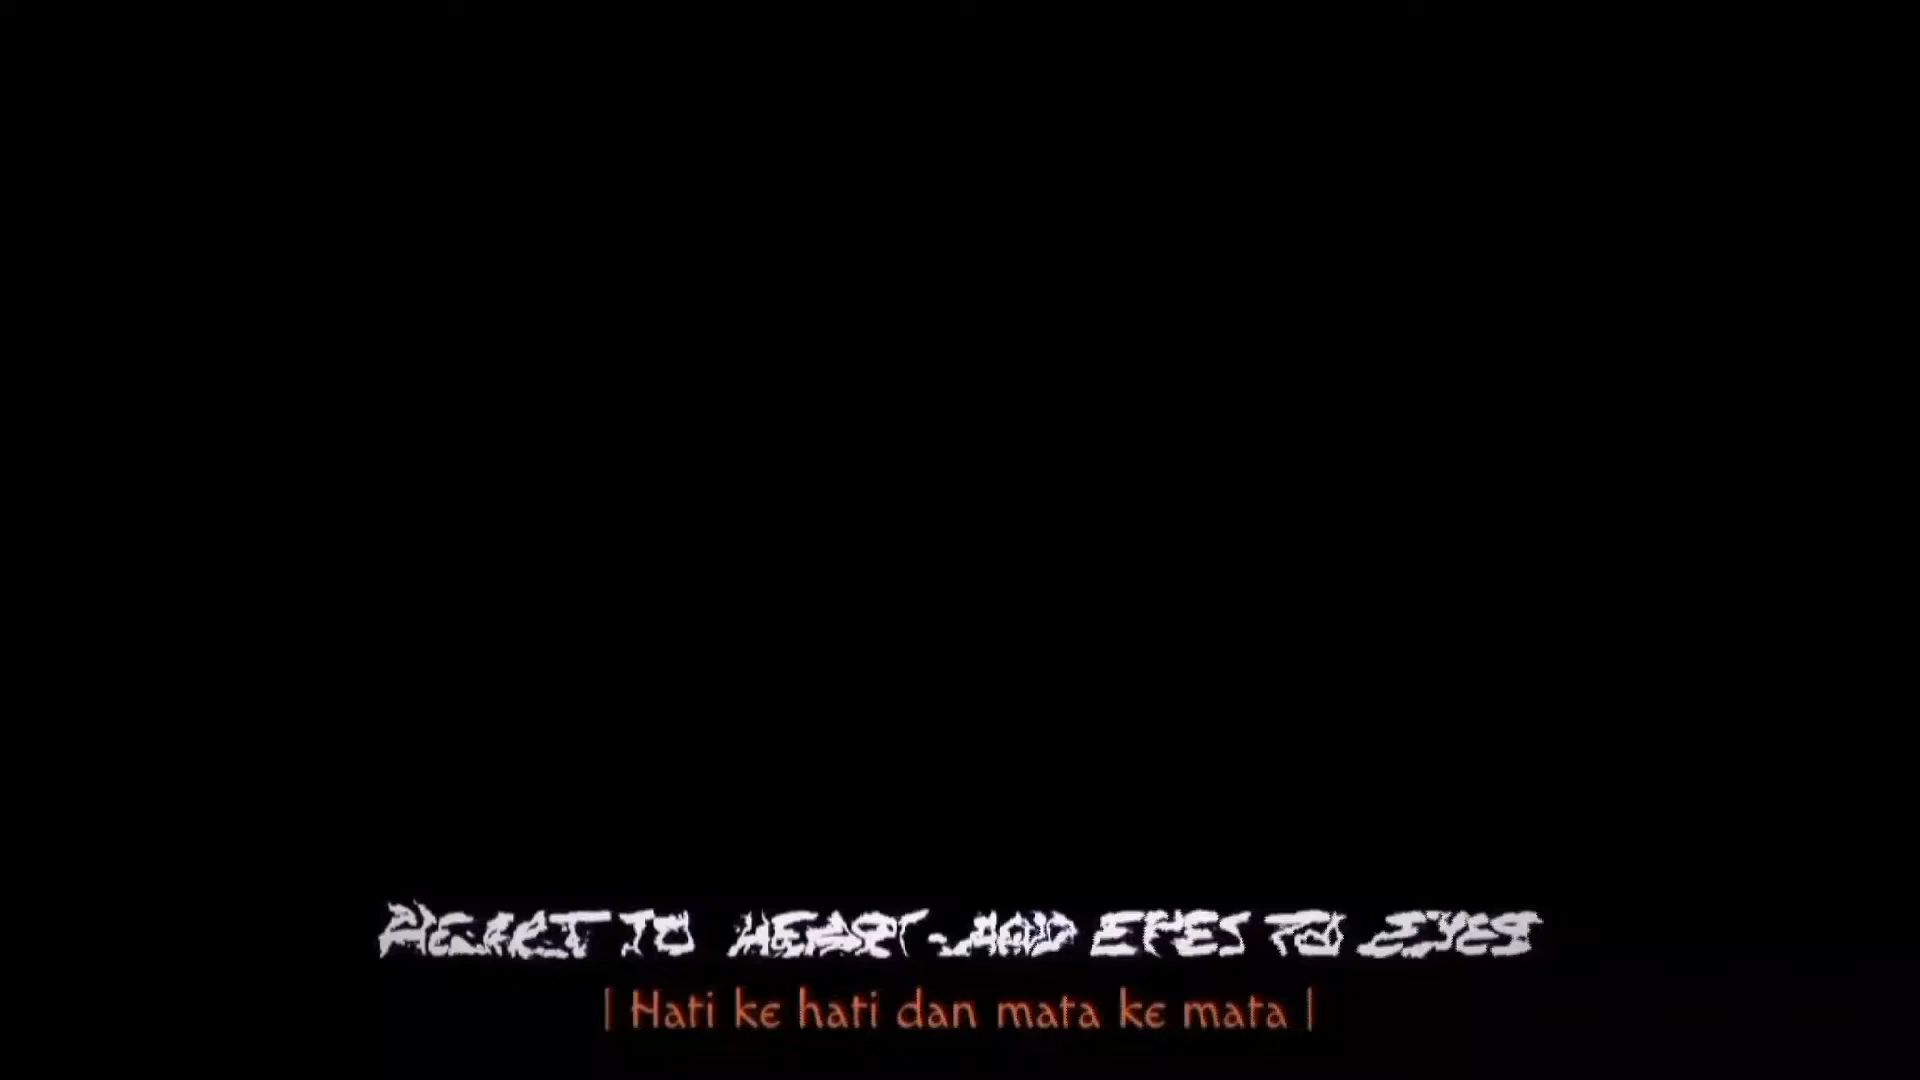 HEART TO HEART AND EYES TO EYES
| Hati ke hati dan mata ke mata |